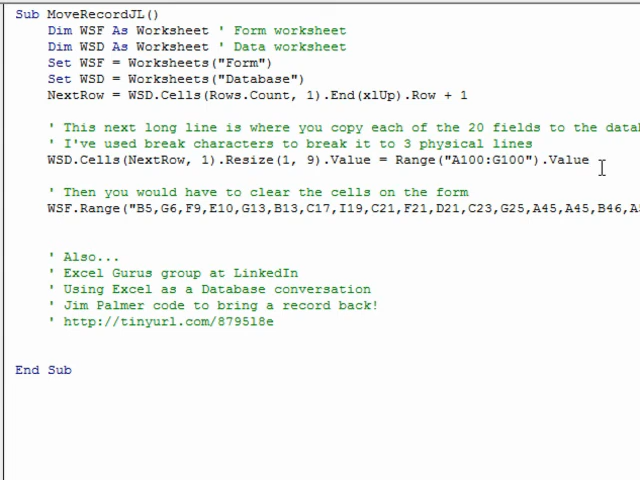 Sub MoveRecordJL()
Dim WSF As Worksheet ' Form worksheet
Dim WSD As Worksheet ' Data worksheet
Set WSF = Worksheets("Form")
Set WSD = Worksheets("Database")
NextRow = WSD.Cells(Rows.Count, 1).End(xlUp).Row + 1
' This next long line is where you copy each of the 20 fields to the datal
' I've used break characters to break it to 3 physical lines
WSD.Cells(NextRow, 1).Resize(1, 9).Value = Range("A100:G100").Value
' Then you would have to clear the cells on the form
WSF.Range("B5,G6,F9,E10,G13,B13,C17,I19,C21,F21,D21,C23,G25,A45,A45,B46,A
' Also...
' Excel Gurus group at LinkedIn
' Using Excel as a Database conversation
' Jim Palmer code to bring a record back!
' http://tinyurl.com/879518e
End Sub